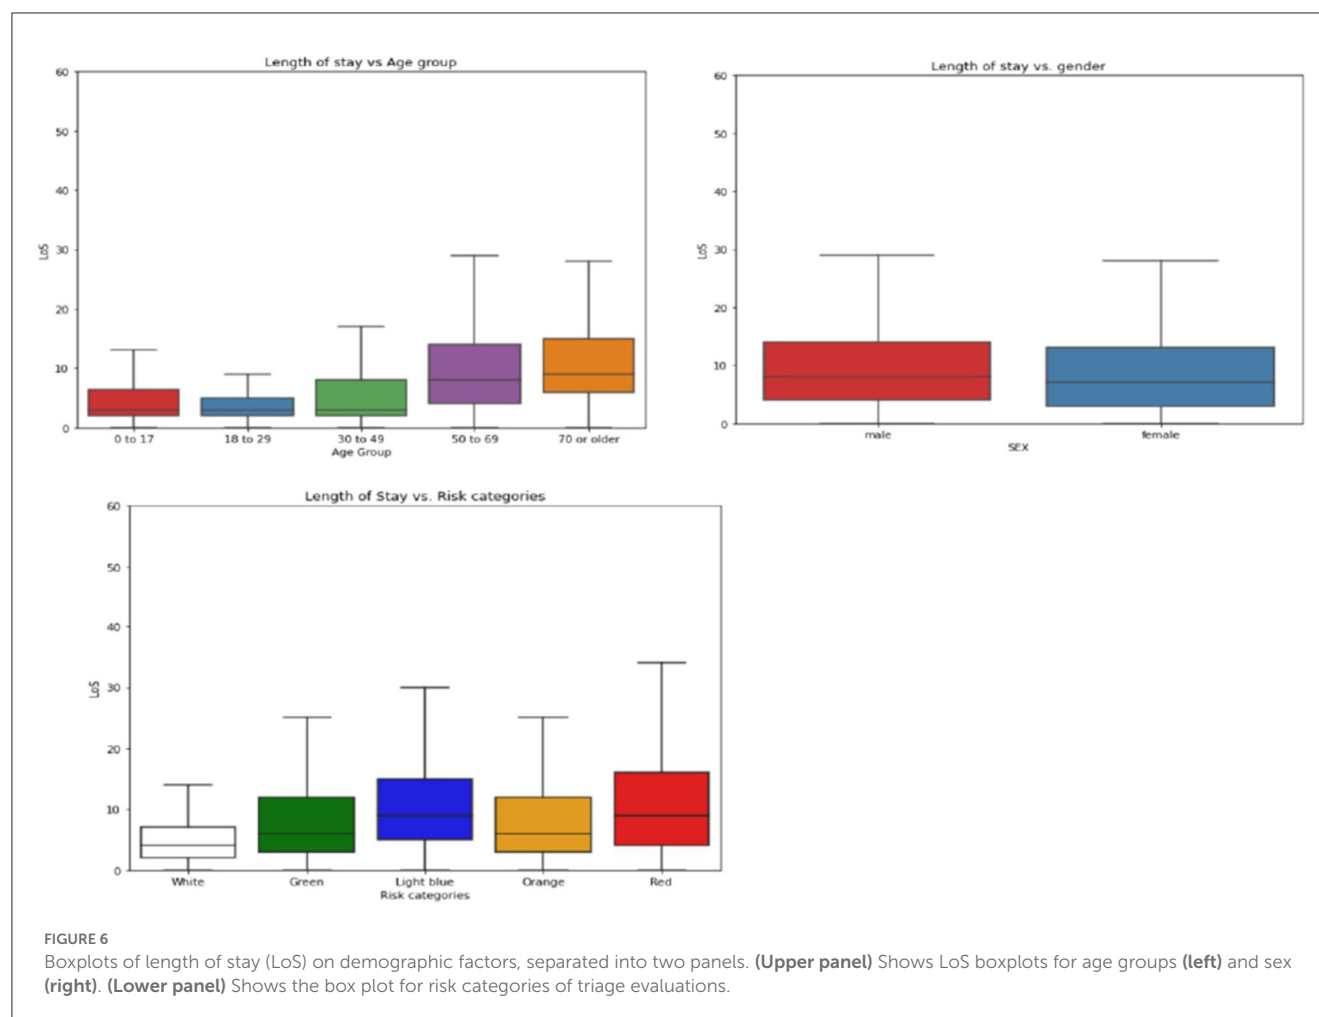 Length of stay vs Age group
60
50
40
30
20
10
0
LoS
0 to 17 18 to 29 30 to 49 50 to 69 70 or older
Age Group
Length of stay vs. gender
60
50
40
30
20
10
0
LoS
male female
SEX
Length of Stay vs. Risk categories
60
50
40
30
20
10
0
LoS
White Green Light blue Orange Red
Risk categories
FIGURE 6
Boxplots of length of stay (LoS) on demographic factors, separated into two panels. (Upper panel) Shows LoS boxplots for age groups (left) and sex
(right). (Lower panel) Shows the box plot for risk categories of triage evaluations.